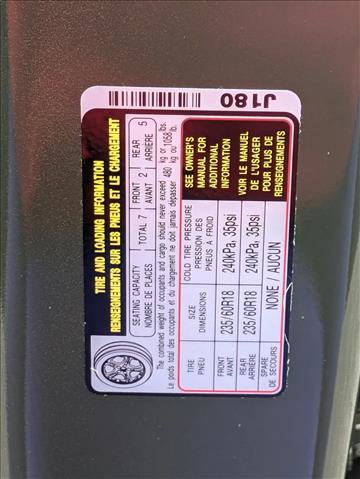 J180
TIRE AND LOADING INFORMATION
RENSEIGNEMENTS SUR LES PNEUS ET LE CHARGEMENT
SEATING CAPACITY
NOMBRE DE PLACES
TOTAL 7
FRONT
AVANT
2
REAR
ARRIÈRE
5
The combined weight of occupants and cargo should never exceed
Le poids total des occupants et du chargement ne doit jamais dépasser
480
kg or
kg ou
1058
lbs.
lb.
TIRE
PNEU
SIZE
DIMENSIONS
COLD TIRE PRESSURE
PRESSION DES
PNEUS A FROID
FRONT
AVANT
235/60R18
240kPa, 35psi
REAR
ARRIÈRE
235/60R18
240kPa, 35psi
SPARE
DE SECOURS
NONE / AUCUN
SEE OWNER'S
MANUAL FOR
ADDITIONAL
INFORMATION
VOIR LE MANUEL
DE L'USAGER
POUR PLUS DE
RENSEIGNEMENTS